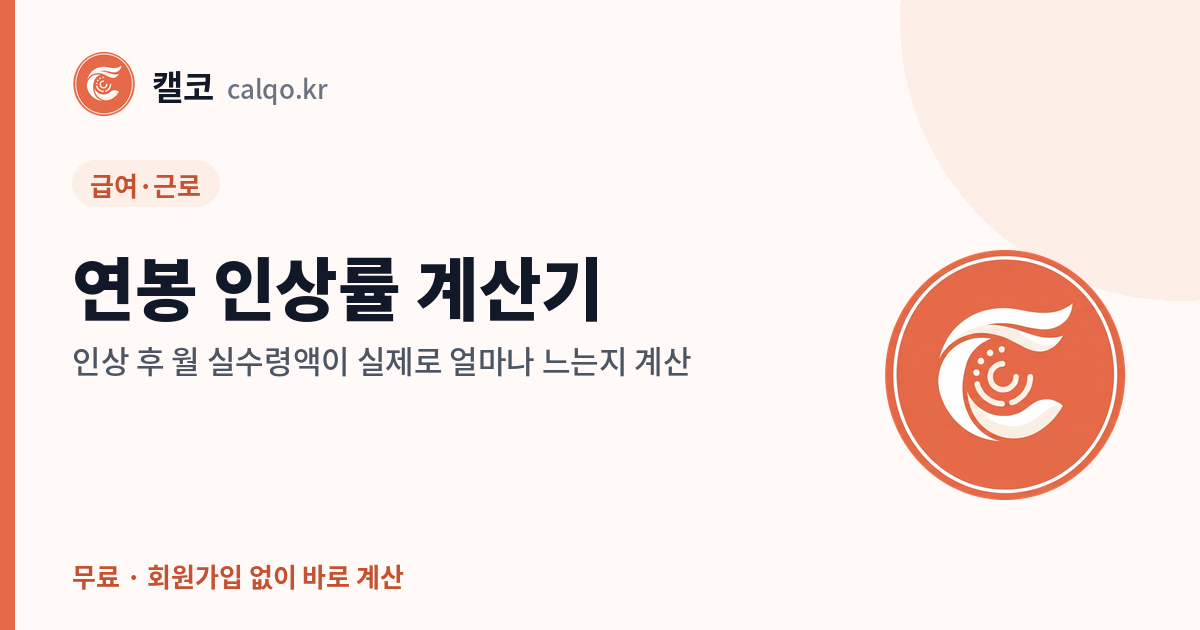 캘코 calqo.kr
급여·근로
연봉 인상률 계산기
인상 후 월 실수령액이 실제로 얼마나 느는지 계산
무료 · 회원가입 없이 바로 계산